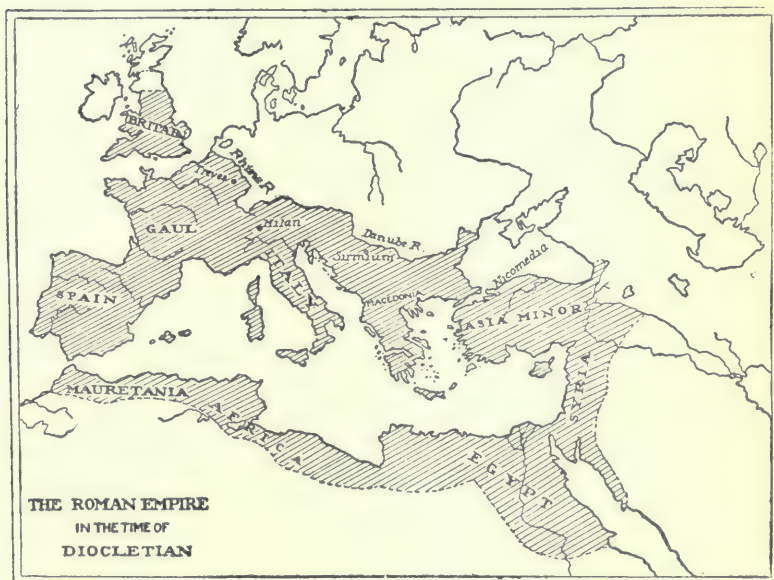 BRITAIN
Rhine R
Treves
GAUL
Milan
Danube R.
Sirmium
ITALY
SPAIN
MACEDONIA
Nicomedia
ASIA MINOR
SYRIA
MAURETANIA
AFRICA
EGYPT
THE ROMAN EMPIRE
IN THE TIME OF
DIOCLETIAN